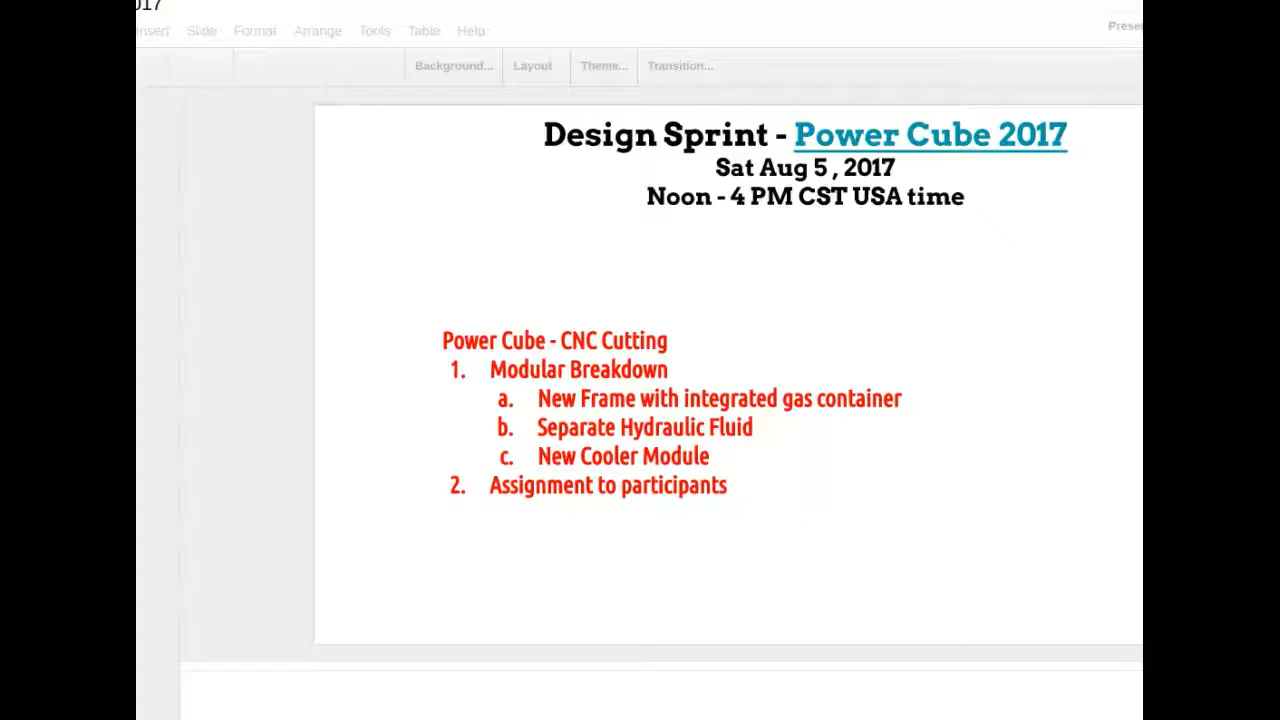 017
Insert Slide Format Arrange Tools Table Help
Background... Layout Theme... Transition...
Design Sprint - Power Cube 2017
Sat Aug 5 , 2017
Noon - 4 PM CST USA time
Power Cube - CNC Cutting
1. Modular Breakdown
a. New Frame with integrated gas container
b. Separate Hydraulic Fluid
c. New Cooler Module
2. Assignment to participants